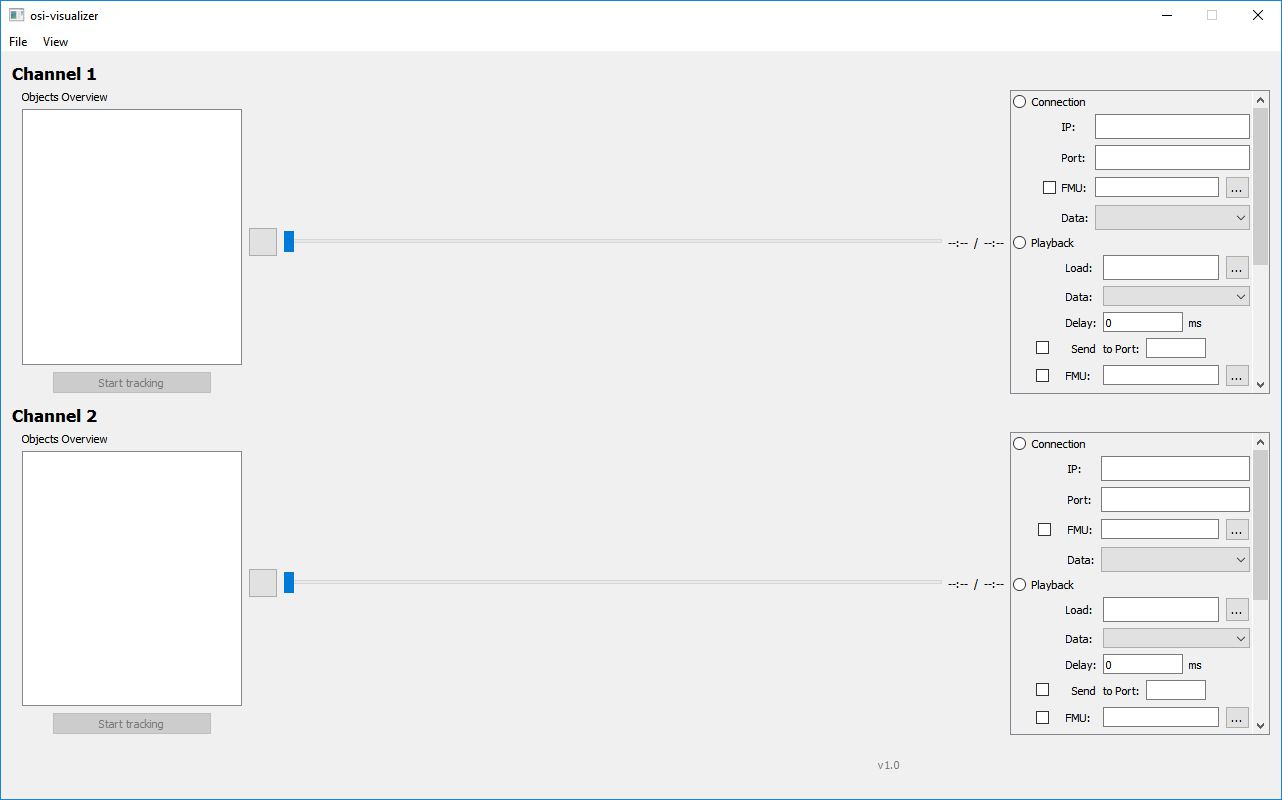 osi-visualizer
File View
Channel 1
Objects Overview
Start tracking
--:-- / --:--
Connection
IP:
Port:
FMU: ...
Data:
Playback
Load: ...
Data:
Delay: 0 ms
Send to Port:
FMU: ...
Channel 2
Objects Overview
Start tracking
--:-- / --:--
Connection
IP:
Port:
FMU: ...
Data:
Playback
Load: ...
Data:
Delay: 0 ms
Send to Port:
FMU: ...
v1.0